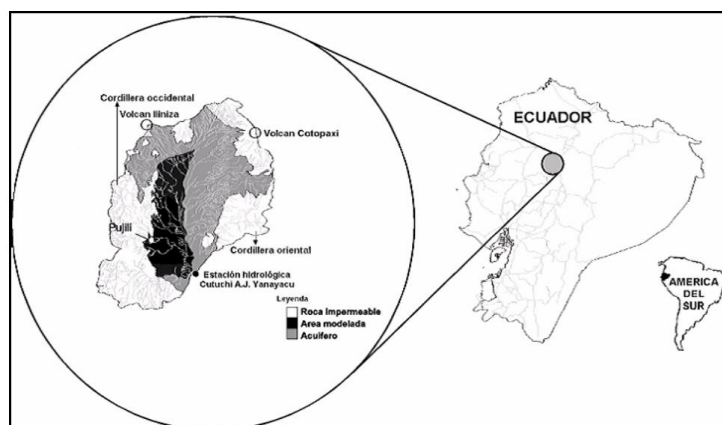 Cordillera occidental
Volcan Iliniza
Volcan Cotopaxi
Pujili
Cordillera oriental
Estación hidrológica
Cutuchi A.J. Yanayacu
Leyenda
Roca Impermeable
Area modelada
Acuifero
ECUADOR
AMERICA
DEL
SUR